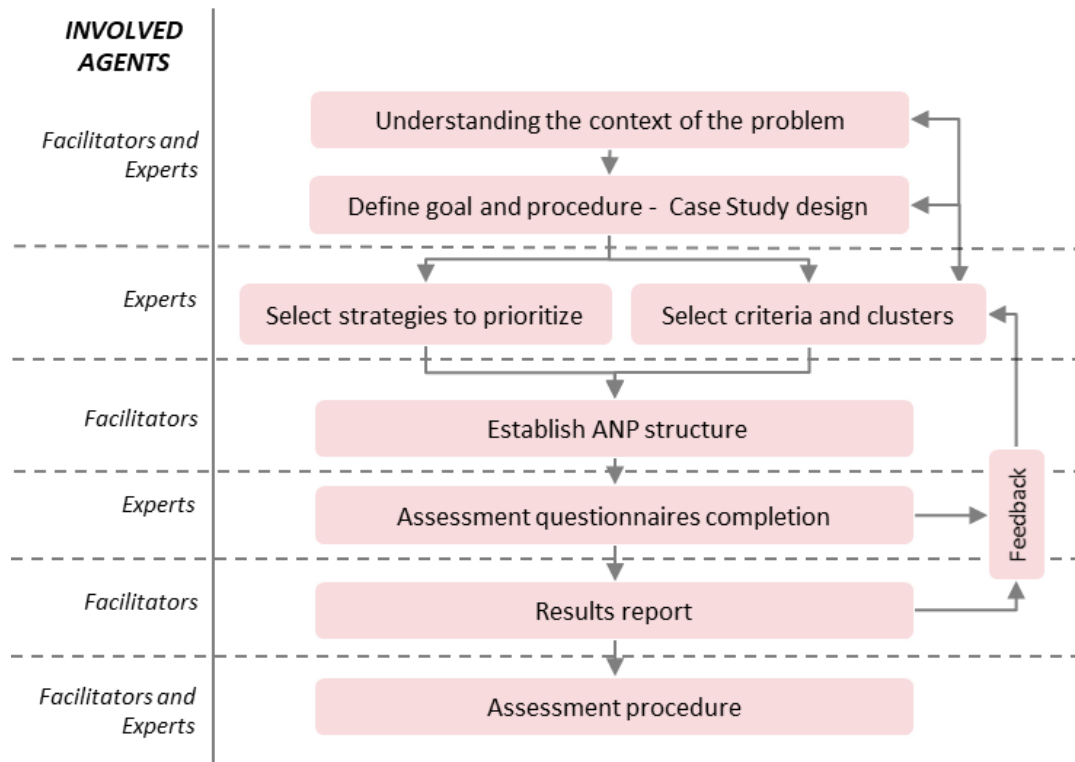 INVOLVED
AGENTS
Facilitators and
Experts
Understanding the context of the problem
Define goal and procedure - Case Study design
Experts
Select strategies to prioritize
Select criteria and clusters
Facilitators
Establish ANP structure
Experts
Assessment questionnaires completion
Feedback
Facilitators
Results report
Facilitators and
Experts
Assessment procedure